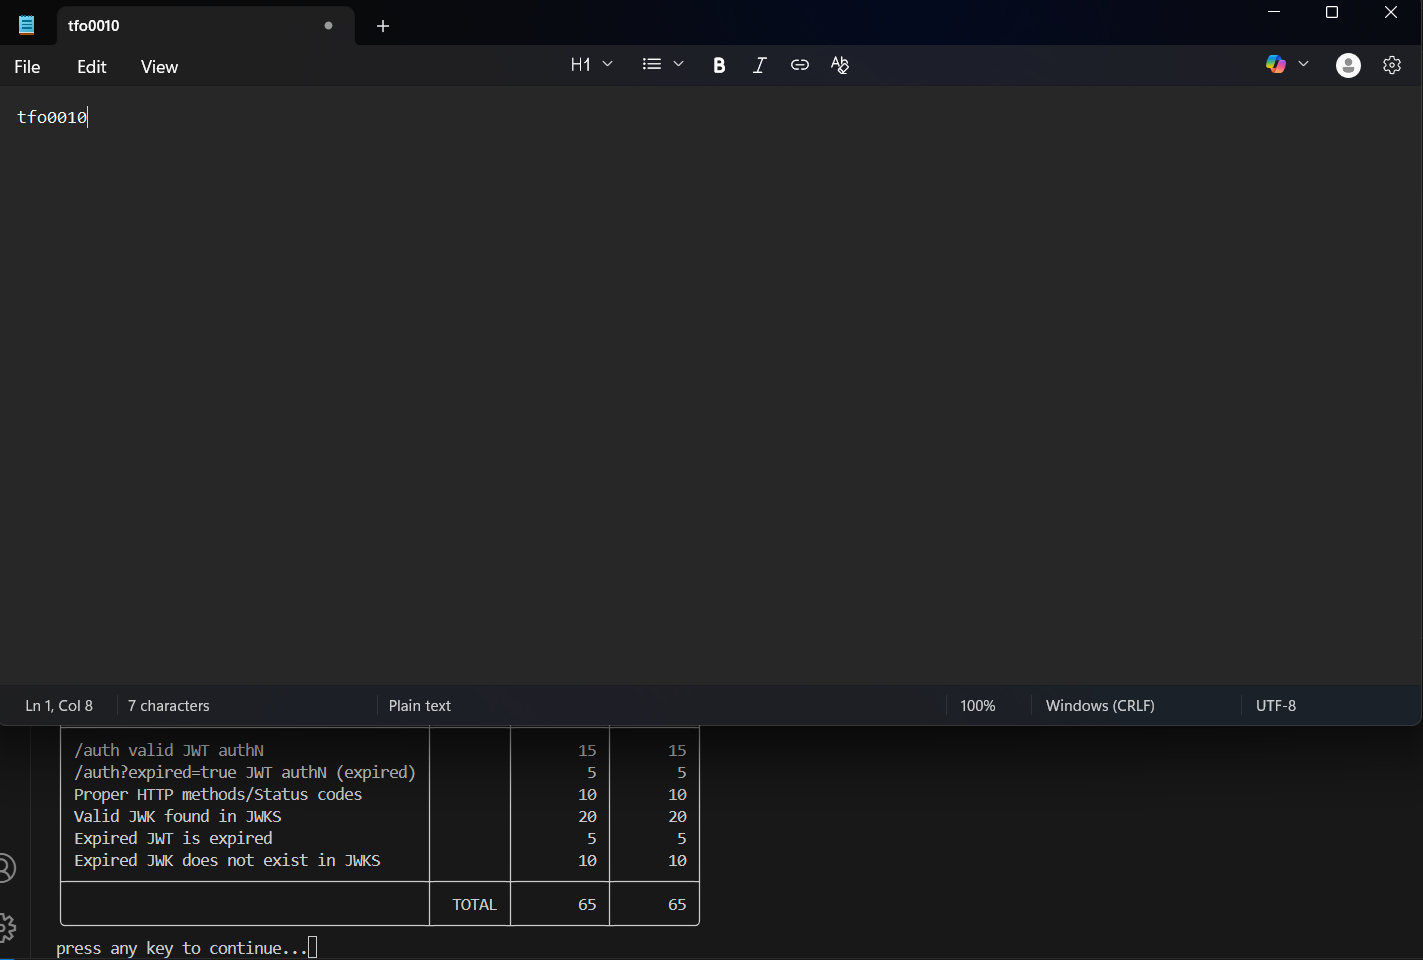 tfo0010
File Edit View H1 B I
tfo0010
Ln 1, Col 8 7 characters Plain text 100% Windows (CRLF) UTF-8
/auth valid JWT authN 15 15
/auth?expired=true JWT authN (expired) 5 5
Proper HTTP methods/Status codes 10 10
Valid JWK found in JWKS 20 20
Expired JWT is expired 5 5
Expired JWK does not exist in JWKS 10 10
TOTAL 65 65
press any key to continue...